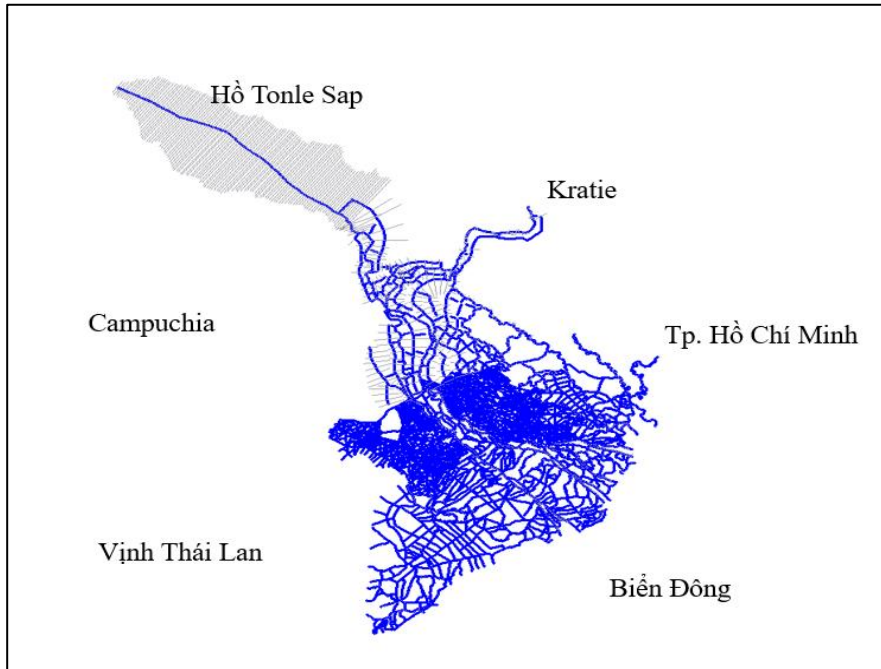 Hồ Tonle Sap
Kratie
Campuchia
Tp. Hồ Chí Minh
Vịnh Thái Lan
Biển Đông